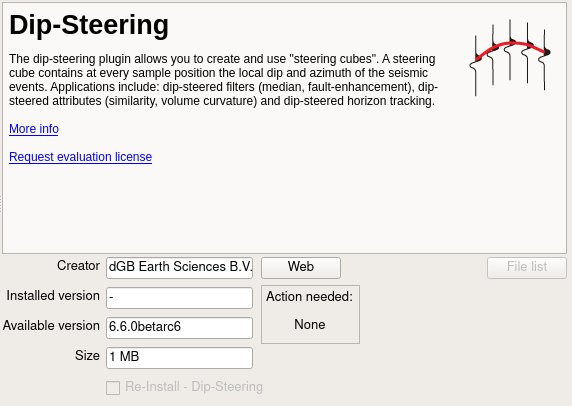 Dip-Steering
The dip-steering plugin allows you to create and use "steering cubes". A steering
cube contains at every sample position the local dip and azimuth of the seismic
events. Applications include: dip-steered filters (median, fault-enhancement), dip-
steered attributes (similarity, volume curvature) and dip-steered horizon tracking.
More info
Request evaluation license
Creator dGB Earth Sciences B.V. Web File list
Installed version - Action needed:
Available version 6.6.0betarc6 None
Size 1 MB
Re-Install - Dip-Steering